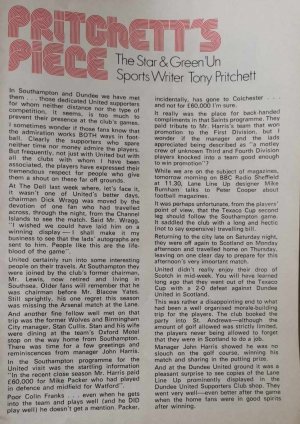 PRITCHETT'S
PIECE
The Star & Green 'Un
Sports Writer Tony Pritchett
In Southampton and Dundee we have met
them . . . those dedicated United supporters
for whom neither distance nor the type of
competition, it seems, is too much to
prevent their presence at the club's games.
I sometimes wonder if those fans know that
the admiration works BOTH ways in foot-
ball. Clearly the supporters who spare
neither time nor money admire the players.
But frequently, not just with United but with
all the clubs with whom I have been
associated, the players have expressed their
tremendous respect for people who give
them a shout on these far off grounds.
At The Dell last week when, let's face it,
it wasn't one of United's better days,
chairman Dick Wragg was moved by the
devotion of one fan who had travelled
across, through the night, from the Channel
Islands to see the match. Said Mr. Wragg,
"I wished we could have laid him on a
winning display—I shall make it my
business to see that the lads' autographs are
sent to him. People like this are the life-
blood of the game".
United certainly run into some interesting
people on their travels. At Southampton they
were joined by the club's former chairman,
Mr. Lewis, now retired and living in
Southsea. Older fans will remember that he
was chairman before Mr. Blacow Yates.
Still sprightly, his one regret this season
was missing the Arsenal match at the Lane.
And another fine fellow well met on that
trip was the former Wolves and Birmingham
City manager, Stan Cullis. Stan and his wife
were dining at the team's Oxford Motel
stop on the way home from Southampton.
There was time for a few greetings and
reminiscences from manager John Harris.
In the Southampton programme for the
United visit was the startling information
"In the recent close season Mr. Harris paid
£60,000 for Mike Packer who had played
in defence and midfield for Watford".
Poor Colin Franks . . . even when he gets
into the team and plays well (and he DID
play well) he doesn't get a mention. Packer,
incidentally, has gone to Colchester . . .
and not for £60,000 I'm sure.
It really was the place for back-handed
compliments in that Saints programme. They
paid tribute to Mr. Harris's team that won
promotion to the First Division, but I
wonder if the manager and the lads
appreciated being described as "a motley
crew of unknown Third and Fourth Division
players knocked into a team good enough
to win promotion"?
While we are on the subject of magazines,
tomorrow morning on BBC Radio Sheffield
at 11.30, Lane Line Up designer Mike
Burnham talks to Peter Cooper about
football magazines.
It was perhaps unfortunate, from the players'
point of view, that the Texaco Cup second
leg should follow the Southampton game.
It saddled the club with a long and hectic
(not to say expensive) travelling bill.
Returning to the city late on Saturday night,
they were off again to Scotland on Monday
afternoon and travelled home on Thursday,
leaving on one clear day to prepare for this
afternoon's very important match.
United didn't really enjoy their drop of
Scotch in mid-week. You will have learned
long ago that they went out of the Texaco
Cup with a 2-0 defeat against Dundee
United in Scotland.
This was rather a disappointing end to what
had been a well organised morale-building
trip for the players. The club booked the
party into St. Andrews—although the
amount of golf allowed was strictly limited,
the players never being allowed to forget
that they were in Scotland to do a job.
Manager John Harris showed he was no
slouch on the golf course, winning his
match and sharing in the putting prize.
And at the Dundee United ground it was a
pleasant surprise to see copies of the Lane
Line Up prominently displayed in the
Dundee United Supporters Club shop. They
went very well—even better after the game
when the home fans were in good spirits
after winning.